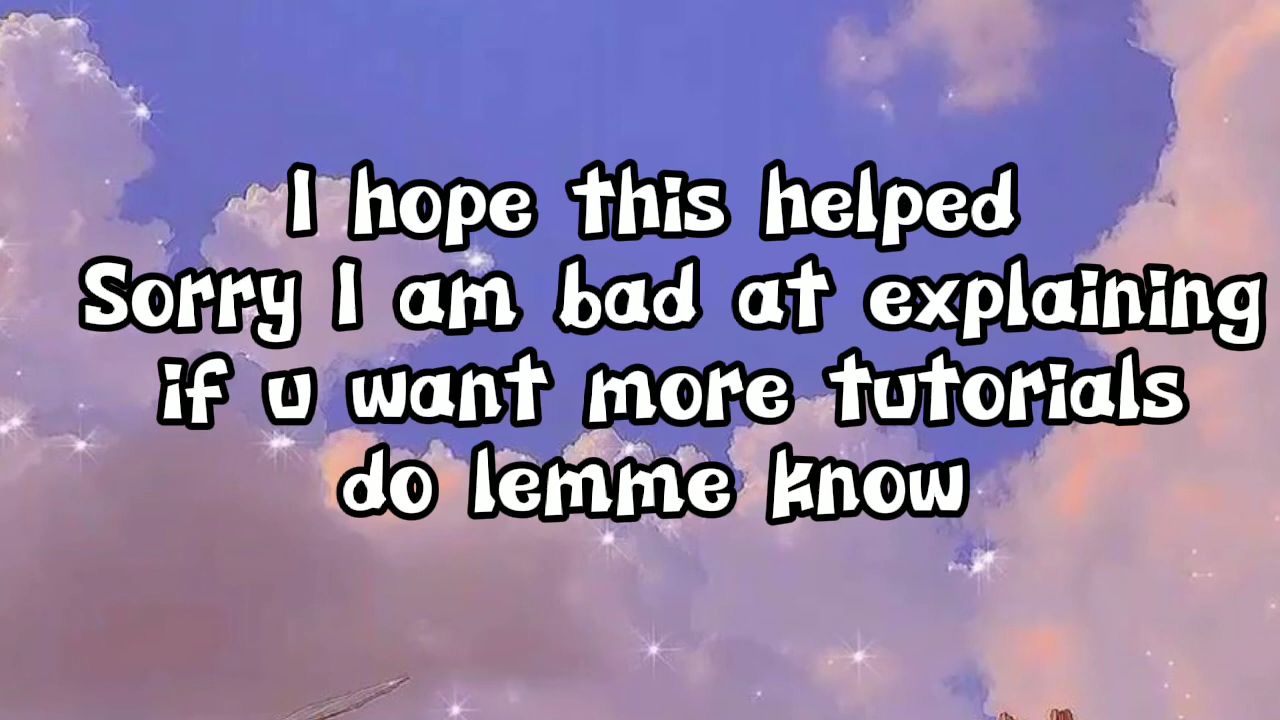 I hope this helped
Sorry I am bad at explaining
if u want more tutorials
do lemme know